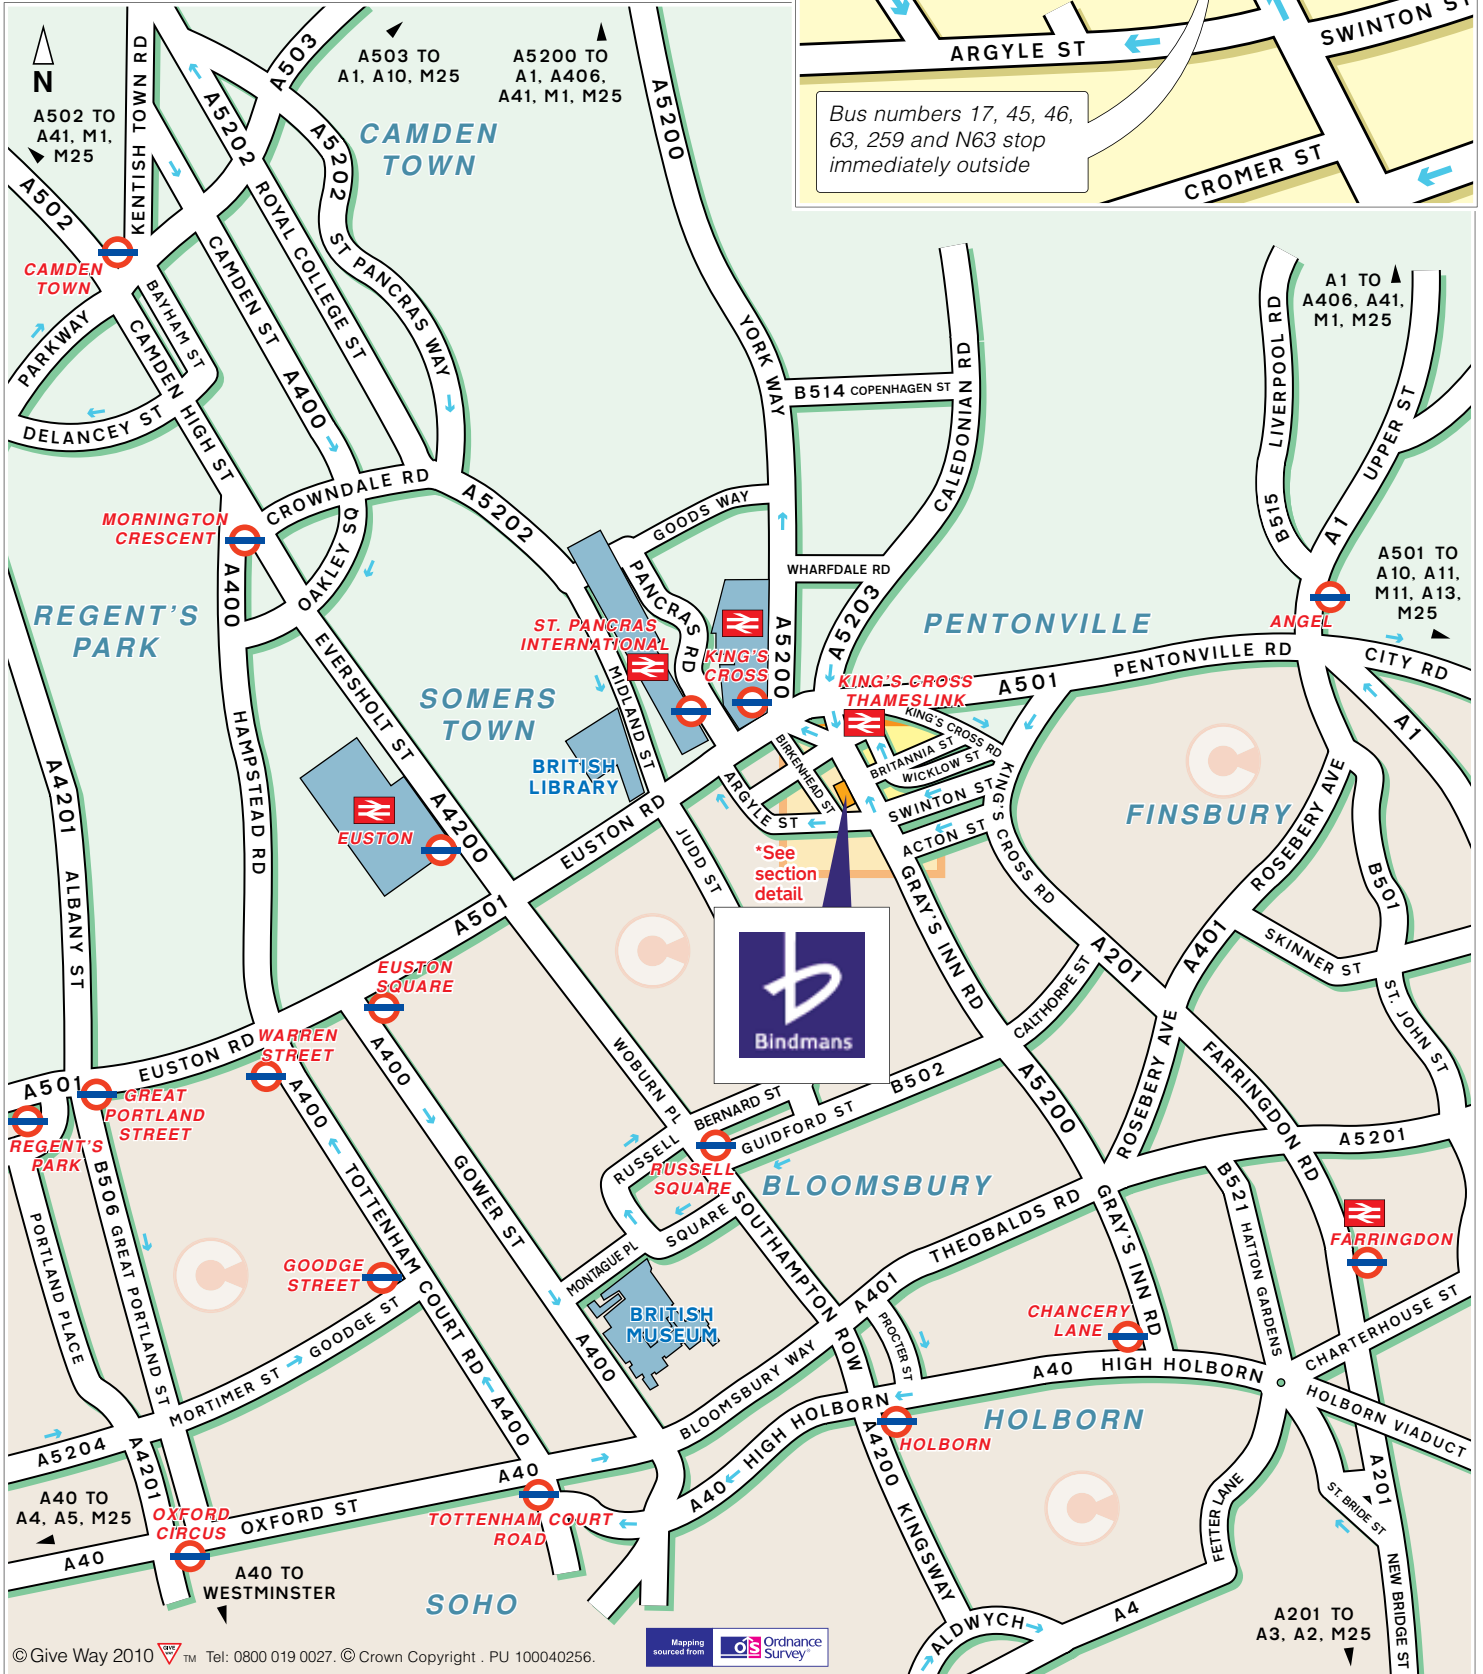 N
A502 TO
A41, M1,
M25
A502
KENTISH TOWN RD
A503
A503 TO
A1, A10, M25
A5200 TO
A1, A406,
A41, M1, M25
A5200
ARGYLE ST
SWINTON ST
Bus numbers 17, 45, 46,
63, 259 and N63 stop
immediately outside
CROMER ST
CAMDEN
TOWN
A5202
A5202
CAMDEN
TOWN
PARKWAY
BAYHAM ST
CAMDEN HIGH ST
CAMDEN ST
ROYAL COLLEGE ST
ST PANCRAS WAY
A400
DELANCEY ST
YORK WAY
B514 COPENHAGEN ST
CALEDONIAN RD
LIVERPOOL RD
A1 TO
A406, A41,
M1, M25
UPPER ST
B515
A1
CROWNDALE RD
A5202
GOODS WAY
MORNINGTON
CRESCENT
OAKLEY SQ
A400
REGENT'S
PARK
WHARFDALE RD
A5203
PANCRAS RD
A5200
ST. PANCRAS
INTERNATIONAL
KING'S
CROSS
PENTONVILLE
A501 TO
A10, A11,
M11, A13,
M25
ANGEL
PENTONVILLE RD
CITY RD
A501
A1
EVERSHOLT ST
SOMERS
TOWN
MIDLAND ST
KING'S CROSS
THAMESLINK
KING'S CROSS RD
BRITANNIA ST
WICKLOW ST
BIRKENHEAD ST
BRITISH
LIBRARY
HAMPSTEAD RD
A4201
EUSTON
A4200
EUSTON RD
ARGYLE ST
SWINTON ST
ACTON ST
KING'S CROSS RD
FINSBURY
ROSEBERY AVE
JUDD ST
*See
section
detail
GRAY'S INN RD
B501
ALBANY ST
A501
A401
A201
SKINNER ST
EUSTON
SQUARE
Bindmans
CALTHORPE ST
ST. JOHN ST
EUSTON RD
WARREN
STREET
A400
A400
WOBURN PL
B502
GUIDFORD ST
BERNARD ST
RUSSELL
SQUARE
ROSEBERY AVE
FARRINGDON RD
A501
GREAT
PORTLAND
STREET
REGENT'S
PARK
A5200
A5201
RUSSELL
SQUARE
BLOOMSBURY
B506 GREAT PORTLAND ST
PORTLAND PLACE
TOTTENHAM COURT RD
GOWER ST
SOUTHAMPTON ROW
THEOBALDS RD
GRAY'S INN RD
B521 HATTON GARDENS
FARRINGDON
GOODGE
STREET
MONTAGUE PL
BRITISH
MUSEUM
A401
PROCTER ST
CHANCERY
LANE
CHARTERHOUSE ST
MORTIMER ST
GOODGE ST
A400
A400
BLOOMSBURY WAY
A40
HIGH HOLBORN
HIGH HOLBORN
HOLBORN VIADUCT
A5204
A4201
A40
A40
HOLBORN
HOLBORN
A4200
A201
A40 TO
A4, A5, M25
OXFORD
CIRCUS
OXFORD ST
TOTTENHAM COURT
ROAD
KINGSWAY
FETTER LANE
ST. BRIDE ST
A40
A40 TO
WESTMINSTER
SOHO
ALDWYCH
A4
A201 TO
A3, A2, M25
NEW BRIDGE ST
© Give Way 2010 GIVE WAY TM Tel: 0800 019 0027. © Crown Copyright . PU 100040256.
Mapping
sourced from
OS Ordnance
Survey®